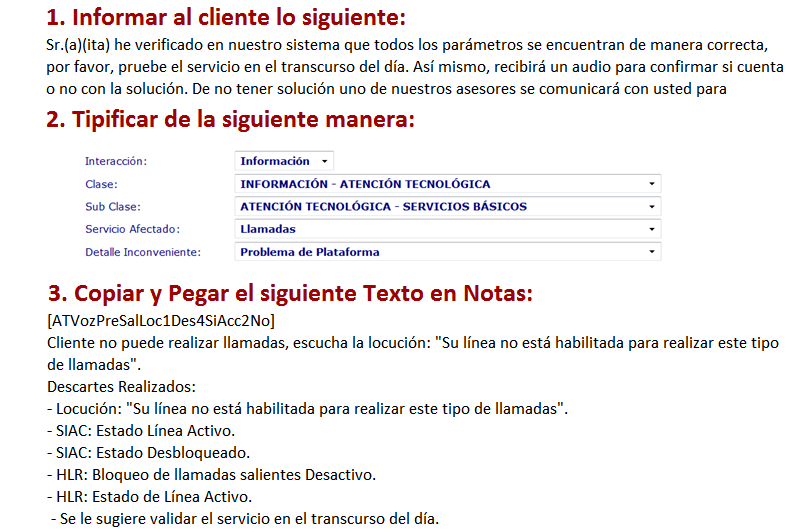 1. Informar al cliente lo siguiente:
Sr.(a)(ita) he verificado en nuestro sistema que todos los parámetros se encuentran de manera correcta,
por favor, pruebe el servicio en el transcurso del día. Así mismo, recibirá un audio para confirmar si cuenta
o no con la solución. De no tener solución uno de nuestros asesores se comunicará con usted para
2. Tipificar de la siguiente manera:
Interacción: Información
Clase: INFORMACIÓN - ATENCIÓN TECNOLÓGICA
Sub Clase: ATENCIÓN TECNOLÓGICA - SERVICIOS BÁSICOS
Servicio Afectado: Llamadas
Detalle Inconveniente: Problema de Plataforma
3. Copiar y Pegar el siguiente Texto en Notas:
[ATVozPreSalLoc1Des4SiAcc2No]
Cliente no puede realizar llamadas, escucha la locución: "Su línea no está habilitada para realizar este tipo
de llamadas".
Descartes Realizados:
- Locución: "Su línea no está habilitada para realizar este tipo de llamadas".
- SIAC: Estado Línea Activo.
- SIAC: Estado Desbloqueado.
- HLR: Bloqueo de llamadas salientes Desactivo.
- HLR: Estado de Línea Activo.
- Se le sugiere validar el servicio en el transcurso del día.